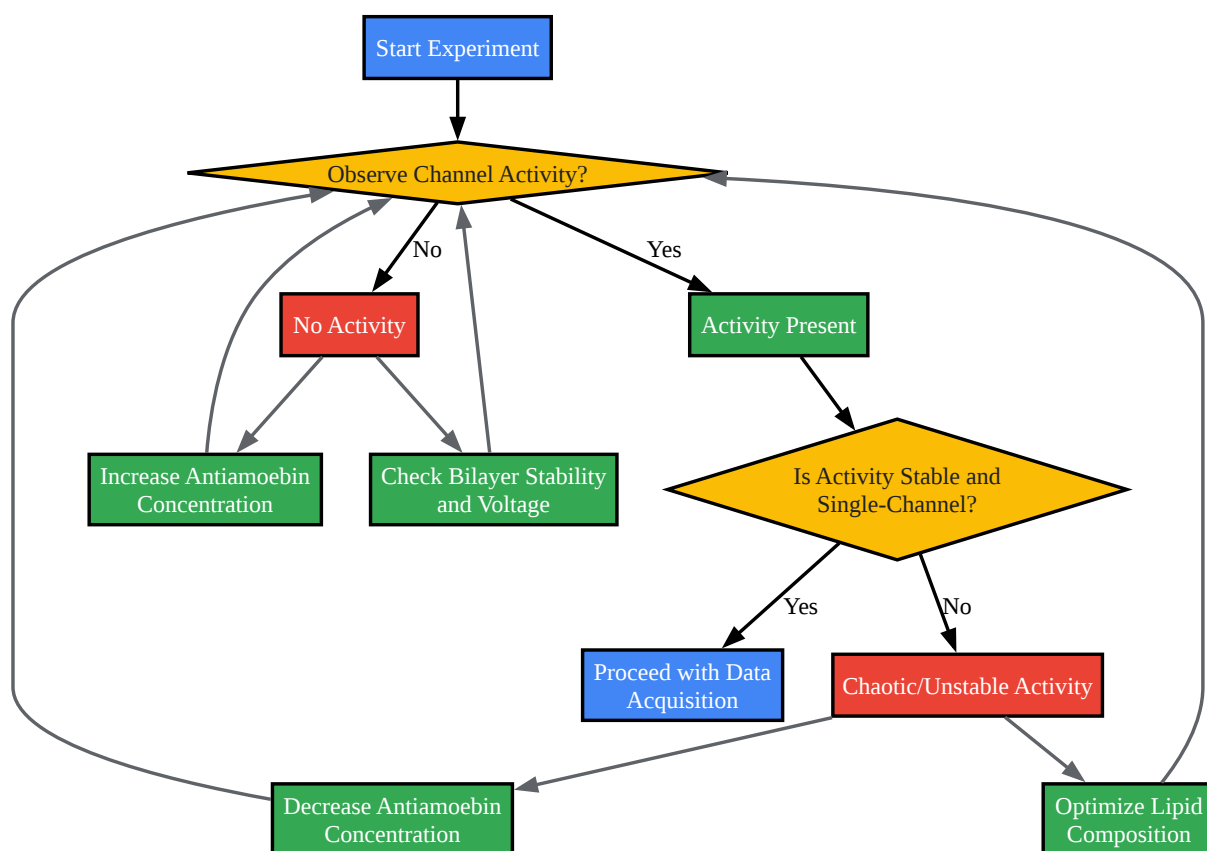 Start Experiment
Observe Channel Activity?
No
Yes
No Activity
Activity Present
Increase Antiamoebin
Concentration
Check Bilayer Stability
and Voltage
Is Activity Stable and
Single-Channel?
Yes
No
Proceed with Data
Acquisition
Chaotic/Unstable Activity
Decrease Antiamoebin
Concentration
Optimize Lipid
Composition